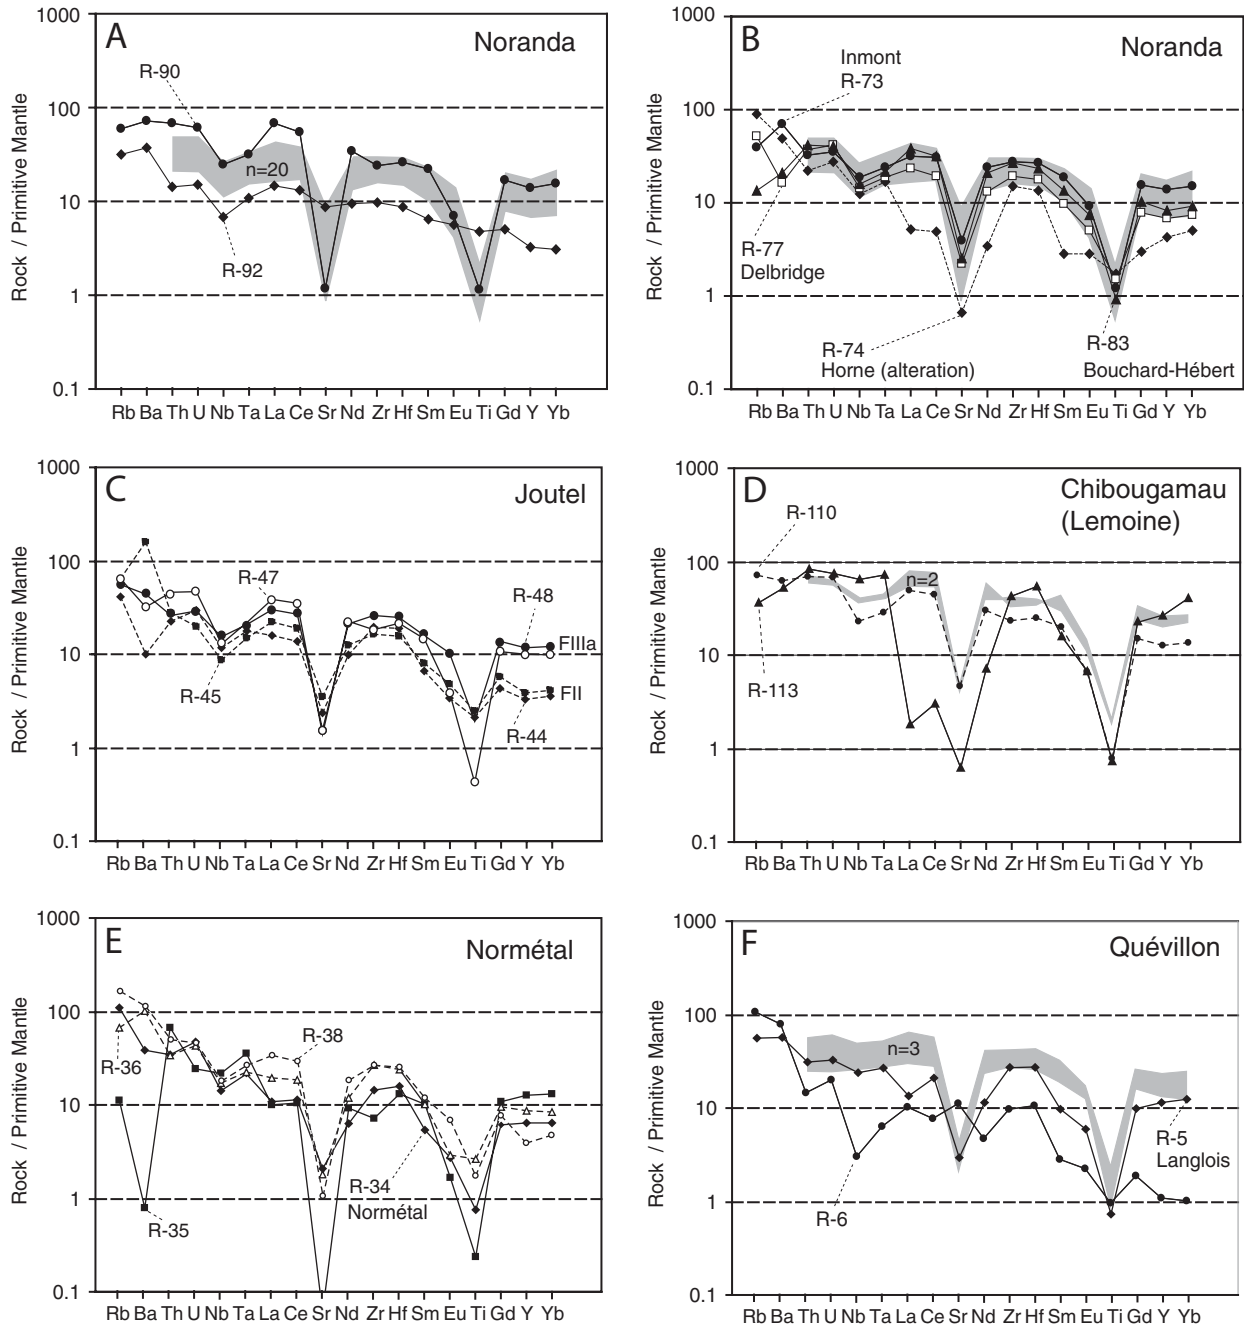 A
Noranda
1000
100
10
1
0.1
Rock / Primitive Mantle
R-90
n=20
R-92
Rb Ba Th U Nb Ta La Ce Sr Nd Zr Hf Sm Eu Ti Gd Y Yb
B
Noranda
1000
100
10
1
0.1
Rock / Primitive Mantle
Inmont
R-73
R-77
Delbridge
R-74
Horne (alteration)
R-83
Bouchard-Hébert
Rb Ba Th U Nb Ta La Ce Sr Nd Zr Hf Sm Eu Ti Gd Y Yb
C
Joutel
1000
100
10
1
0.1
Rock / Primitive Mantle
R-47
R-48
FIIIa
R-45
FII
R-44
Rb Ba Th U Nb Ta La Ce Sr Nd Zr Hf Sm Eu Ti Gd Y Yb
D
Chibougamau
(Lemoine)
1000
100
10
1
0.1
Rock / Primitive Mantle
R-110
n=2
R-113
Rb Ba Th U Nb Ta La Ce Sr Nd Zr Hf Sm Eu Ti Gd Y Yb
E
Normétal
1000
100
10
1
0.1
Rock / Primitive Mantle
R-38
R-36
R-34
Normétal
R-35
Rb Ba Th U Nb Ta La Ce Sr Nd Zr Hf Sm Eu Ti Gd Y Yb
F
Quévillon
1000
100
10
1
0.1
Rock / Primitive Mantle
n=3
R-5
Langlois
R-6
Rb Ba Th U Nb Ta La Ce Sr Nd Zr Hf Sm Eu Ti Gd Y Yb